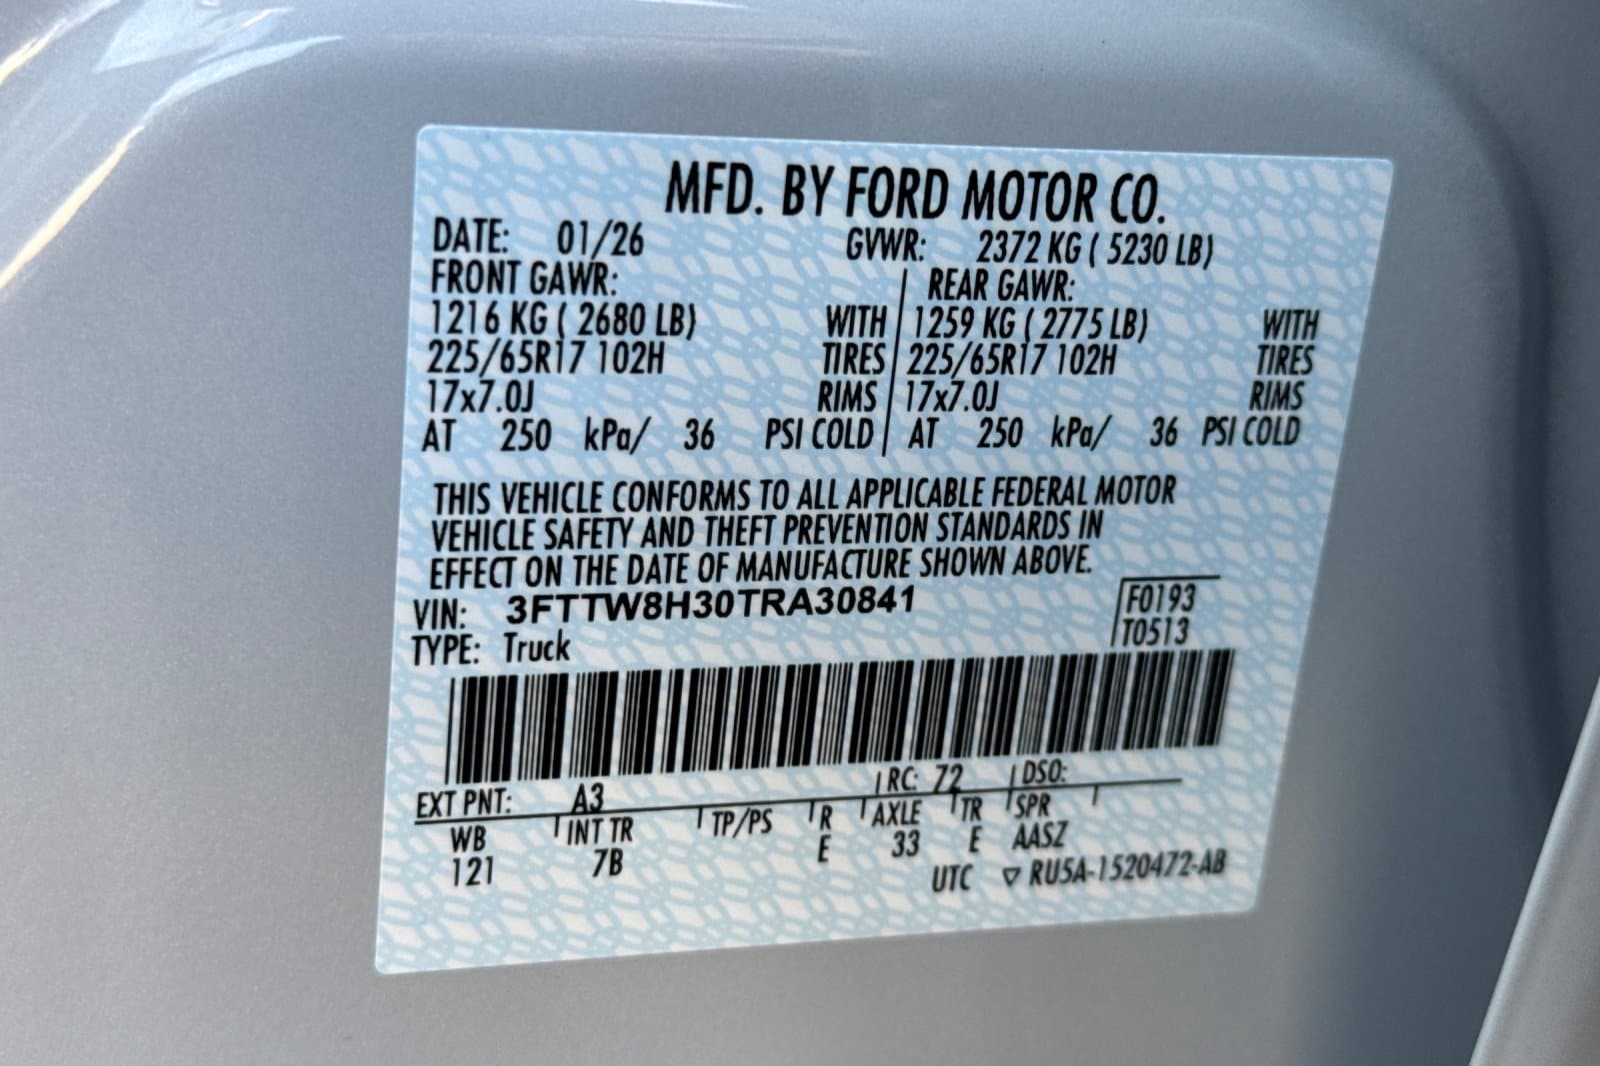 MFD. BY FORD MOTOR CO.
DATE: 01/26 GVWR: 2372 KG ( 5230 LB)
FRONT GAWR: REAR GAWR:
1216 KG ( 2680 LB) WITH 1259 KG ( 2775 LB) WITH
225/65R17 102H TIRES 225/65R17 102H TIRES
17x7.0J RIMS 17x7.0J RIMS
AT 250 kPa/ 36 PSI COLD AT 250 kPa/ 36 PSI COLD
THIS VEHICLE CONFORMS TO ALL APPLICABLE FEDERAL MOTOR
VEHICLE SAFETY AND THEFT PREVENTION STANDARDS IN
EFFECT ON THE DATE OF MANUFACTURE SHOWN ABOVE.
VIN: 3FTTW8H30TRA30841 F0193
TYPE: Truck T0513
EXT PNT: A3 RC: 72 DSO:
WB INT TR TP/PS R AXLE TR SPR
121 7B E 33 E AASZ
UTC ▽ RU5A-1520472-AB